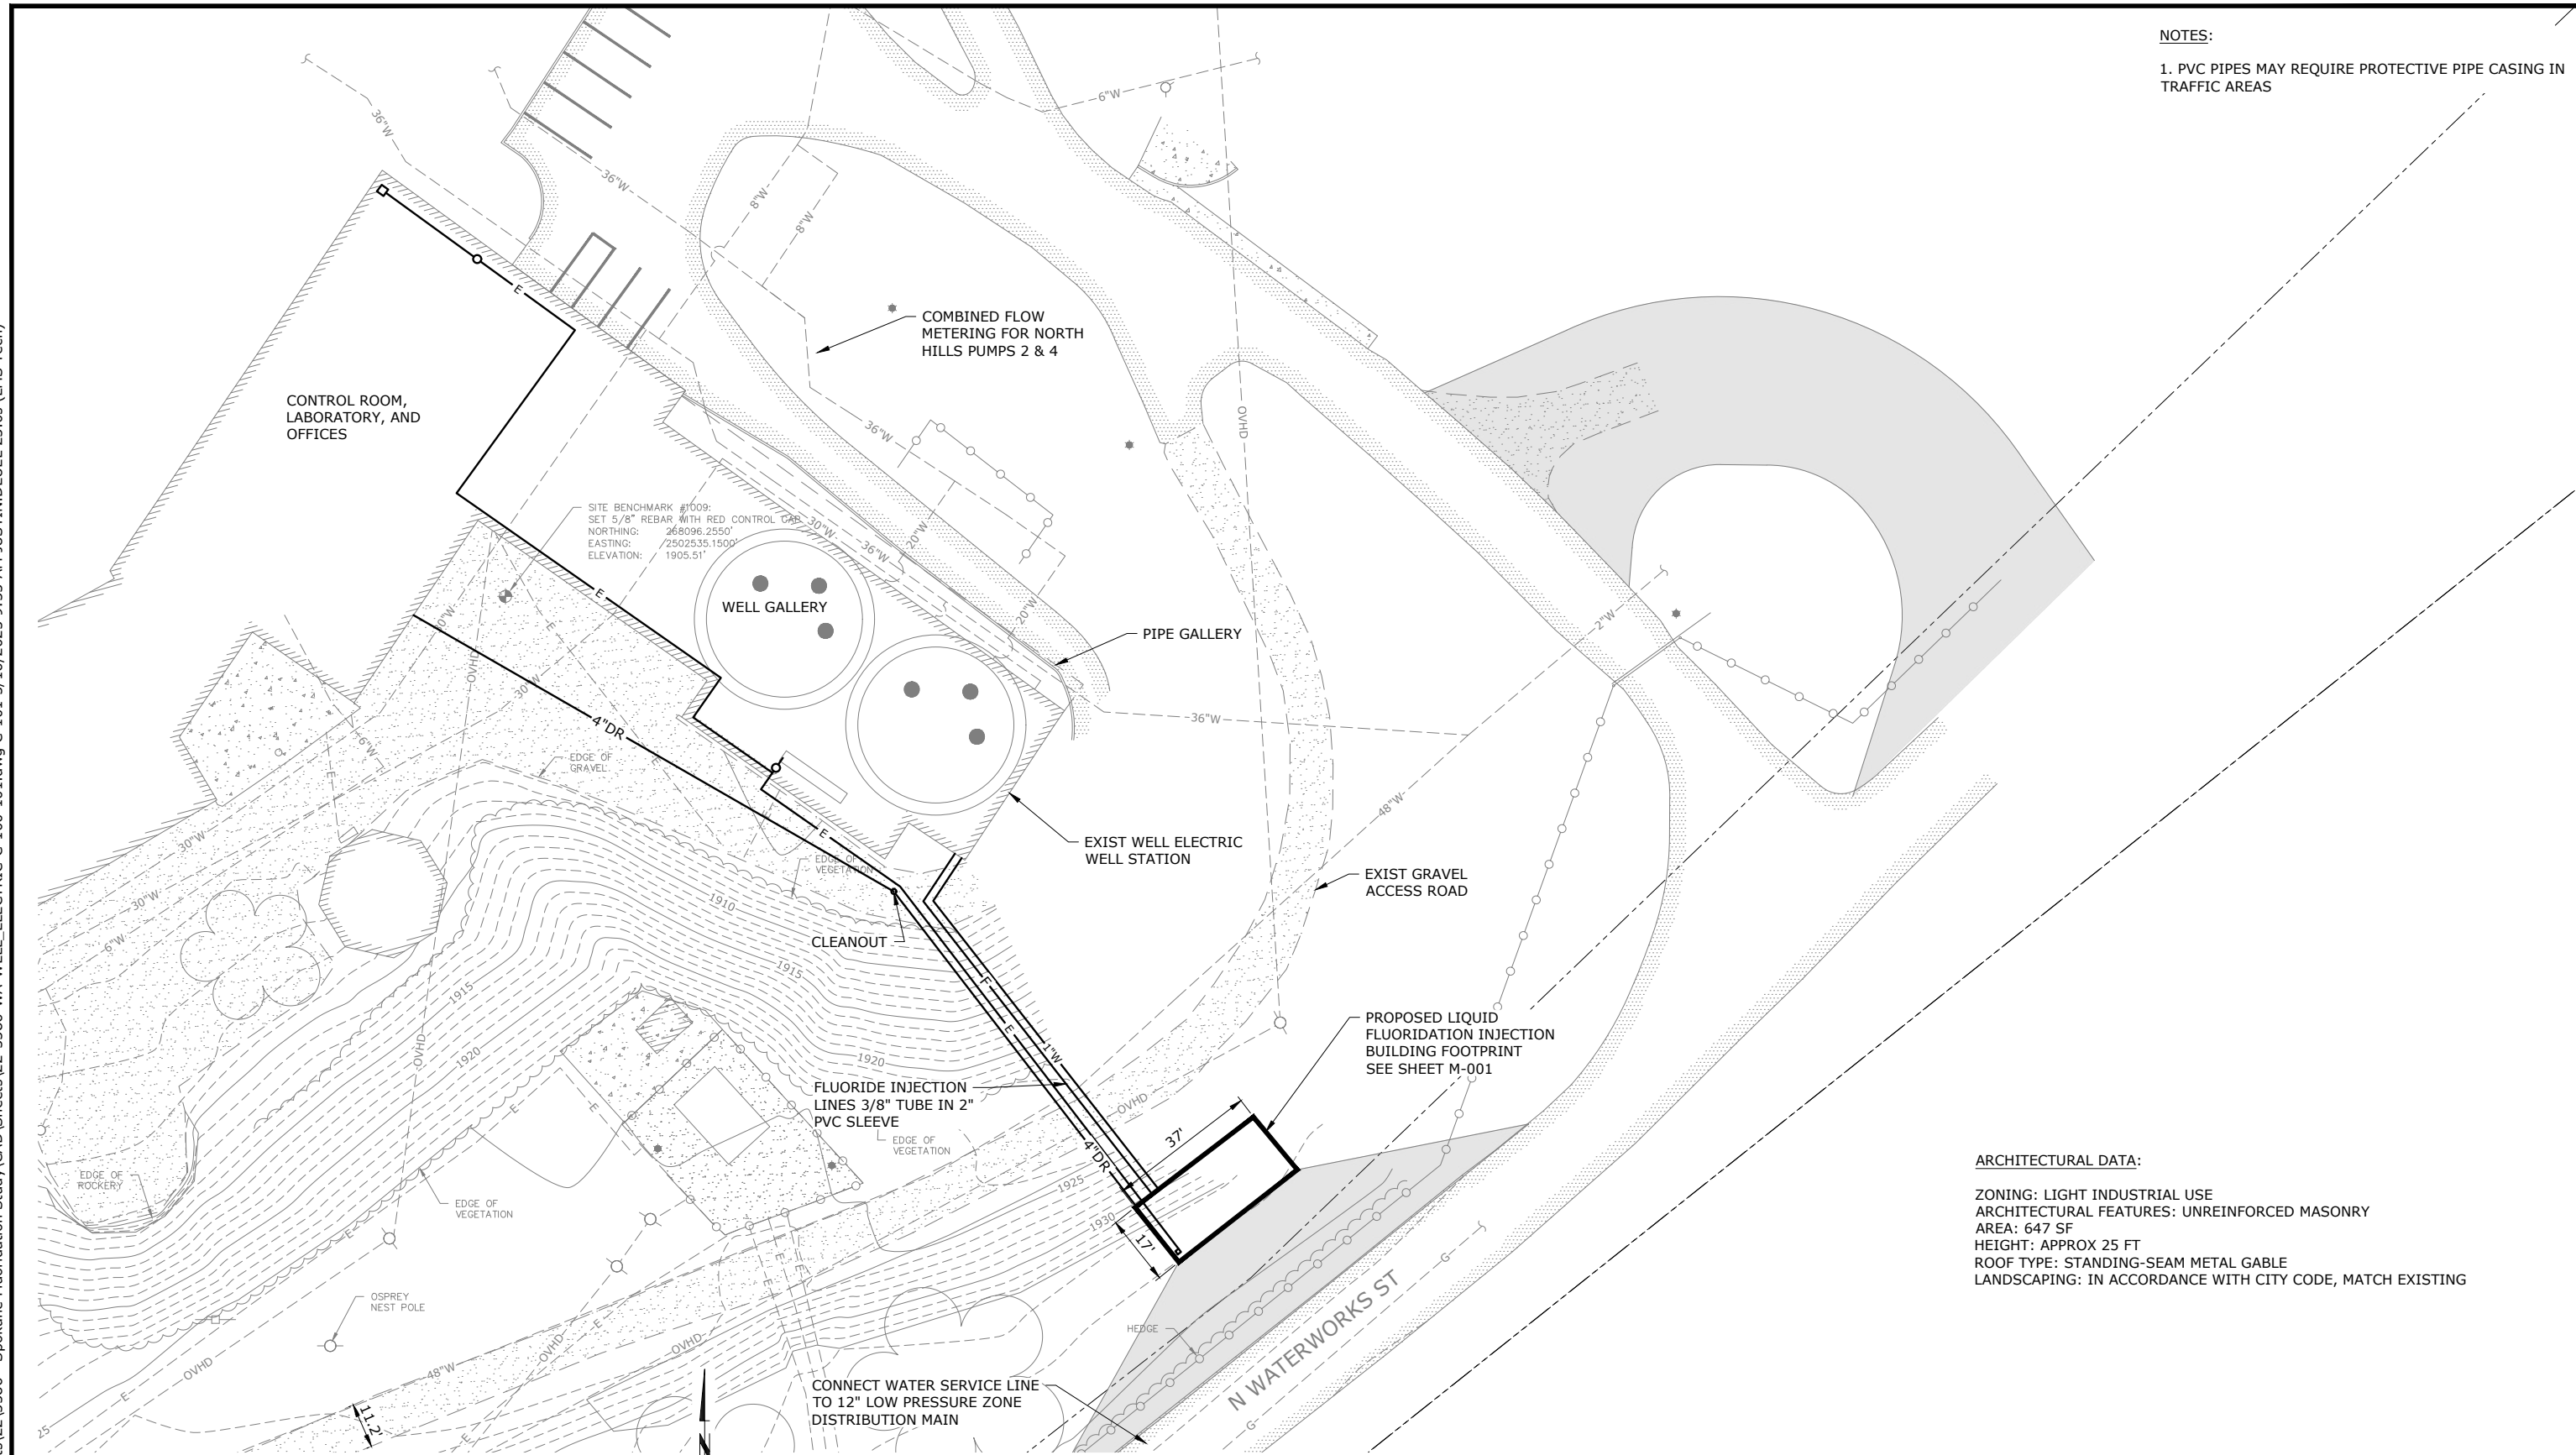 NOTES:
1. PVC PIPES MAY REQUIRE PROTECTIVE PIPE CASING IN
TRAFFIC AREAS
36"W
36"W
6"W
8"W
8"W
E
COMBINED FLOW
METERING FOR NORTH
HILLS PUMPS 2 & 4
CONTROL ROOM,
LABORATORY, AND
OFFICES
OVHD
36"W
SITE BENCHMARK #1009:
SET 5/8" REBAR WITH RED CONTROL CAP
NORTHING: 268096.2550'
EASTING: 2502535.1500'
ELEVATION: 1905.51'
30"W
36"W
20"W
20"W
E
WELL GALLERY
PIPE GALLERY
2"W
OVHD
E
30"W
36"W
4"DR
EDGE OF
GRAVEL
6"W
E
E
48"W
E
EXIST WELL ELECTRIC
WELL STATION
30"W
EDGE OF
VEGETATION
EXIST GRAVEL
ACCESS ROAD
30"W
1910
6"W
CLEANOUT
1915
1915
F
E
1"W
OVHD
1920
1920
PROPOSED LIQUID
FLUORIDATION INJECTION
BUILDING FOOTPRINT
SEE SHEET M-001
FLUORIDE INJECTION
LINES 3/8" TUBE IN 2"
PVC SLEEVE
OVHD
E
E
EDGE OF
VEGETATION
37'
4"DR
EDGE OF
ROCKERY
1925
EDGE OF
VEGETATION
1930
17'
E
E
E
E
E
ARCHITECTURAL DATA:
ZONING: LIGHT INDUSTRIAL USE
ARCHITECTURAL FEATURES: UNREINFORCED MASONRY
AREA: 647 SF
HEIGHT: APPROX 25 FT
ROOF TYPE: STANDING-SEAM METAL GABLE
LANDSCAPING: IN ACCORDANCE WITH CITY CODE, MATCH EXISTING
G
OSPREY
NEST POLE
E
HEDGE
OVHD
OVHD
OVHD
48"W
N WATERWORKS ST
CONNECT WATER SERVICE LINE
TO 12" LOW PRESSURE ZONE
DISTRIBUTION MAIN
E
11.2'
G
25
E
N